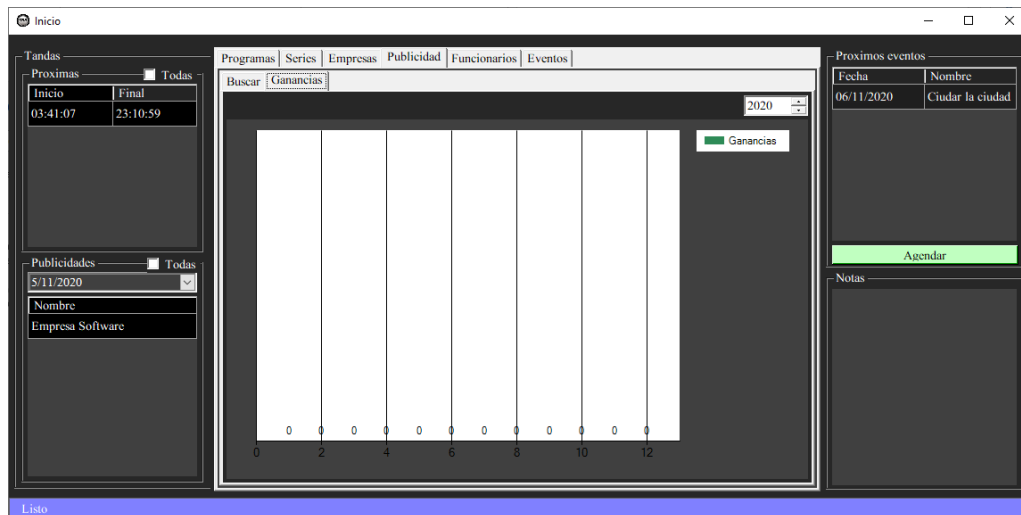 Inicio
Tandas
Proximas
Todas
Inicio Final
03:41:07 23:10:59
Publicidades
Todas
5/11/2020
Nombre
Empresa Software
Programas Series Empresas Publicidad Funcionarios Eventos
Buscar Ganancias
2020
Ganancias
0 0 0 0 0 0 0 0 0 0 0 0
0 2 4 6 8 10 12
Proximos eventos
Fecha Nombre
06/11/2020 Ciudar la ciudad
Agendar
Notas
Listo